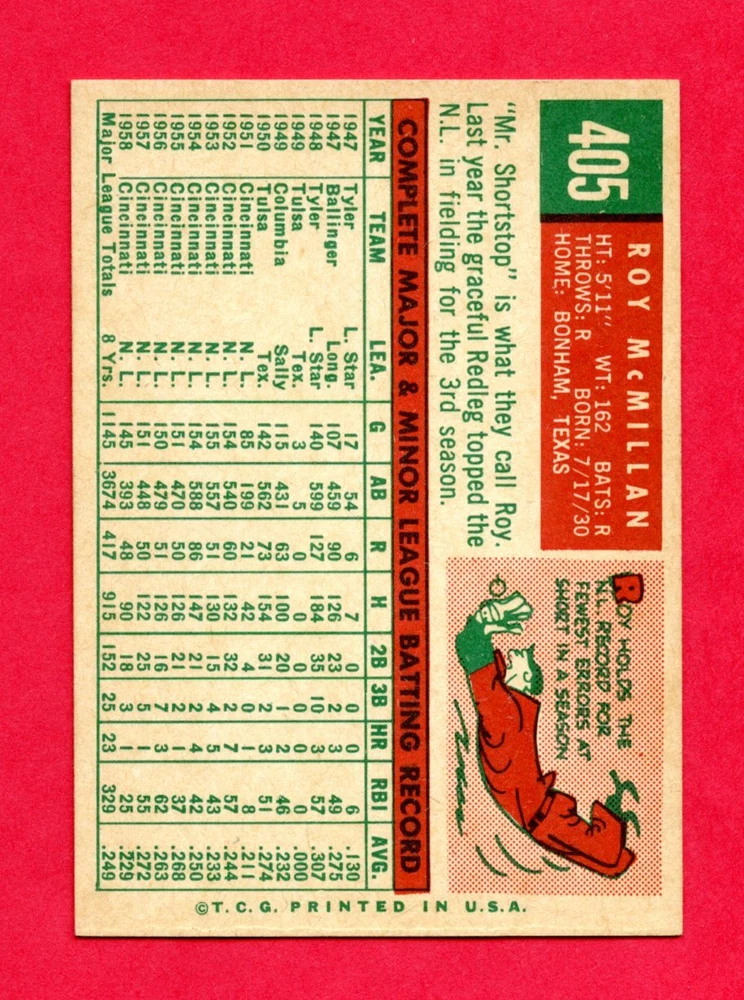 405
ROY McMILLAN
HT: 5'11" WT: 162 BATS: R
THROWS: R BORN: 7/17/30
HOME: BONHAM, TEXAS
"Mr. Shortstop" is what they call Roy.
Last year the graceful Redleg topped the
N.L. in fielding for the 3rd season.
ROY HOLDS THE
N.L. RECORD FOR
FEWEST ERRORS AT
SHORT IN A SEASON
COMPLETE MAJOR & MINOR LEAGUE BATTING RECORD
YEAR TEAM LEA. G AB R H 2B 3B HR RBI AVG.
1947 Tyler L. Star 17 54 6 7 0 0 0 6 .130
1947 Ballinger Long. 107 459 90 126 23 2 3 49 .275
1948 Tyler L. Star 140 599 127 184 35 10 3 57 .307
1949 Tulsa Tex. 3 5 0 0 0 0 0 0 .000
1949 Columbia Sally 115 431 63 100 20 1 2 46 .232
1950 Tulsa Tex. 142 562 73 154 31 2 3 51 .274
1951 Cincinnati N. L. 85 199 21 42 4 0 1 8 .211
1952 Cincinnati N. L. 154 540 60 132 32 2 7 57 .244
1953 Cincinnati N. L. 155 557 51 130 15 4 5 43 .233
1954 Cincinnati N. L. 154 588 86 147 21 2 4 42 .250
1955 Cincinnati N. L. 151 470 50 126 21 2 1 37 .268
1956 Cincinnati N. L. 150 479 51 126 16 7 3 62 .263
1957 Cincinnati N. L. 151 448 50 122 25 5 1 55 .272
1958 Cincinnati N. L. 145 393 48 90 18 3 1 25 .229
Major League Totals 8 Yrs. 1145 3674 417 915 152 25 23 329 .249
©T.C.G. PRINTED IN U.S.A.